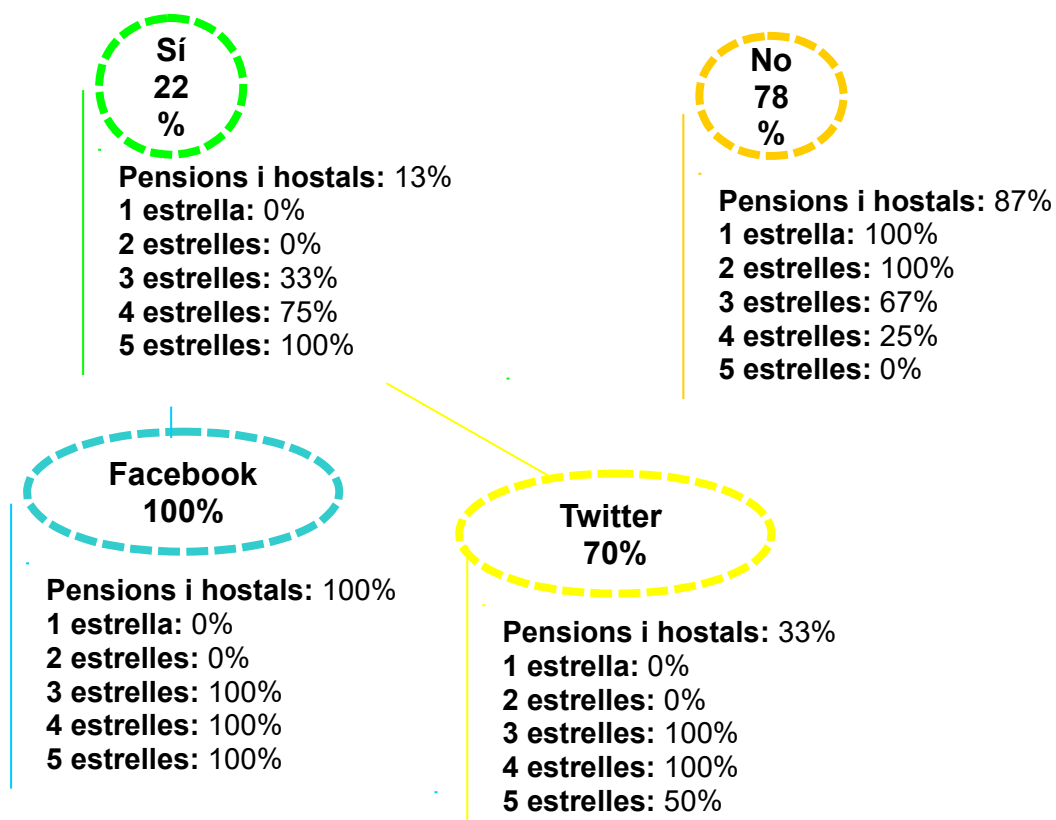 Sí
22
%
Pensions i hostals: 13%
1 estrella: 0%
2 estrelles: 0%
3 estrelles: 33%
4 estrelles: 75%
5 estrelles: 100%
No
78
%
Pensions i hostals: 87%
1 estrella: 100%
2 estrelles: 100%
3 estrelles: 67%
4 estrelles: 25%
5 estrelles: 0%
Facebook
100%
Pensions i hostals: 100%
1 estrella: 0%
2 estrelles: 0%
3 estrelles: 100%
4 estrelles: 100%
5 estrelles: 100%
Twitter
70%
Pensions i hostals: 33%
1 estrella: 0%
2 estrelles: 0%
3 estrelles: 100%
4 estrelles: 100%
5 estrelles: 50%